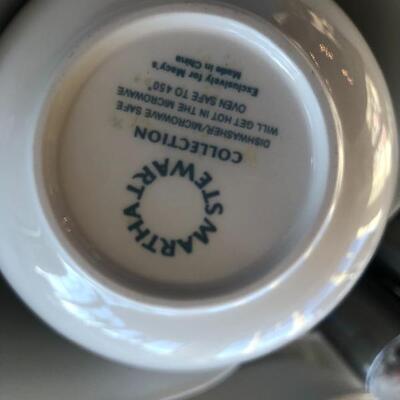 MARTHA STEWART
COLLECTION
DISHWASHER/MICROWAVE SAFE
WILL GET HOT IN THE MICROWAVE
OVEN SAFE TO 450°
Exclusively for Macy's
Made in China